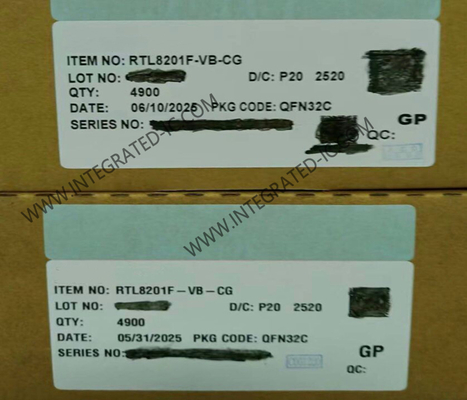 ITEM NO: RTL8201F-VB-CG
LOT NO: D/C: P20 2520
QTY: 4900
DATE: 06/10/2025 PKG CODE: QFN32C
SERIES NO:
GP
QC:
WWW.INTEGRATED-IC.COM
WWW.INTEGRATED-IC.COM
ITEM NO: RTL8201F-VB-CG
LOT NO: D/C: P20 2520
QTY: 4900
DATE: 05/31/2025 PKG CODE: QFN32C
SERIES NO:
GP
QC: